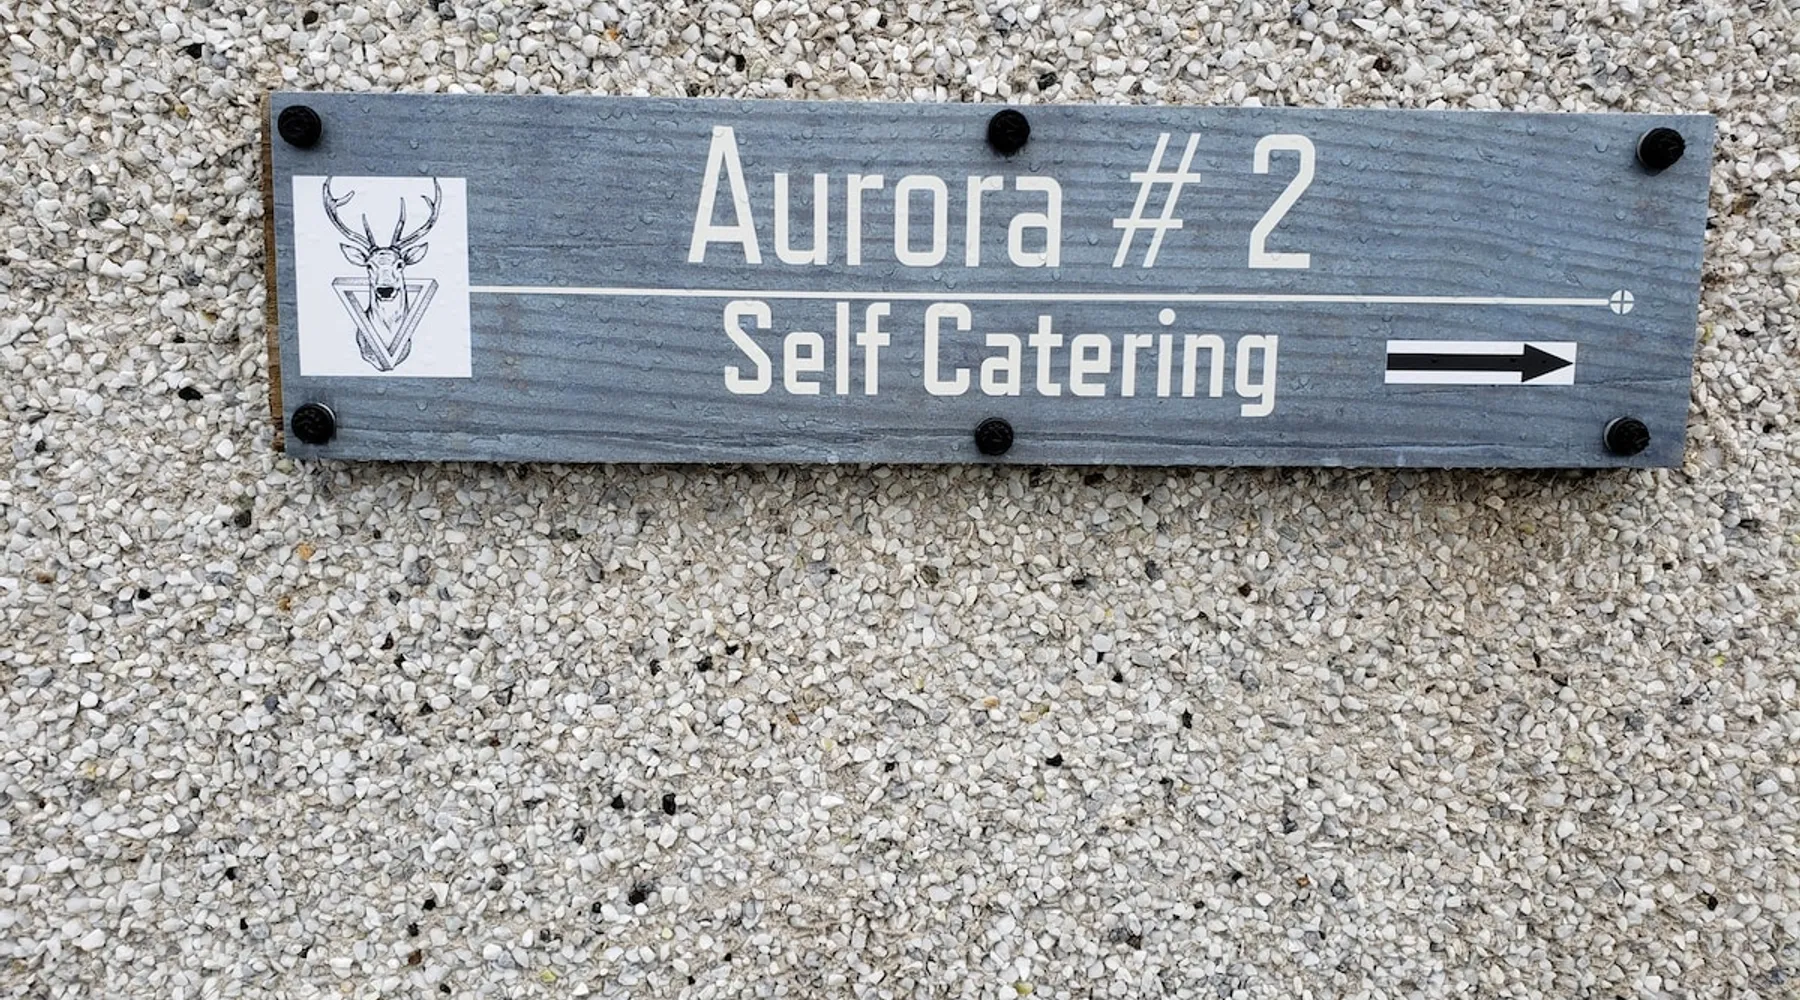 Aurora # 2
Self Catering